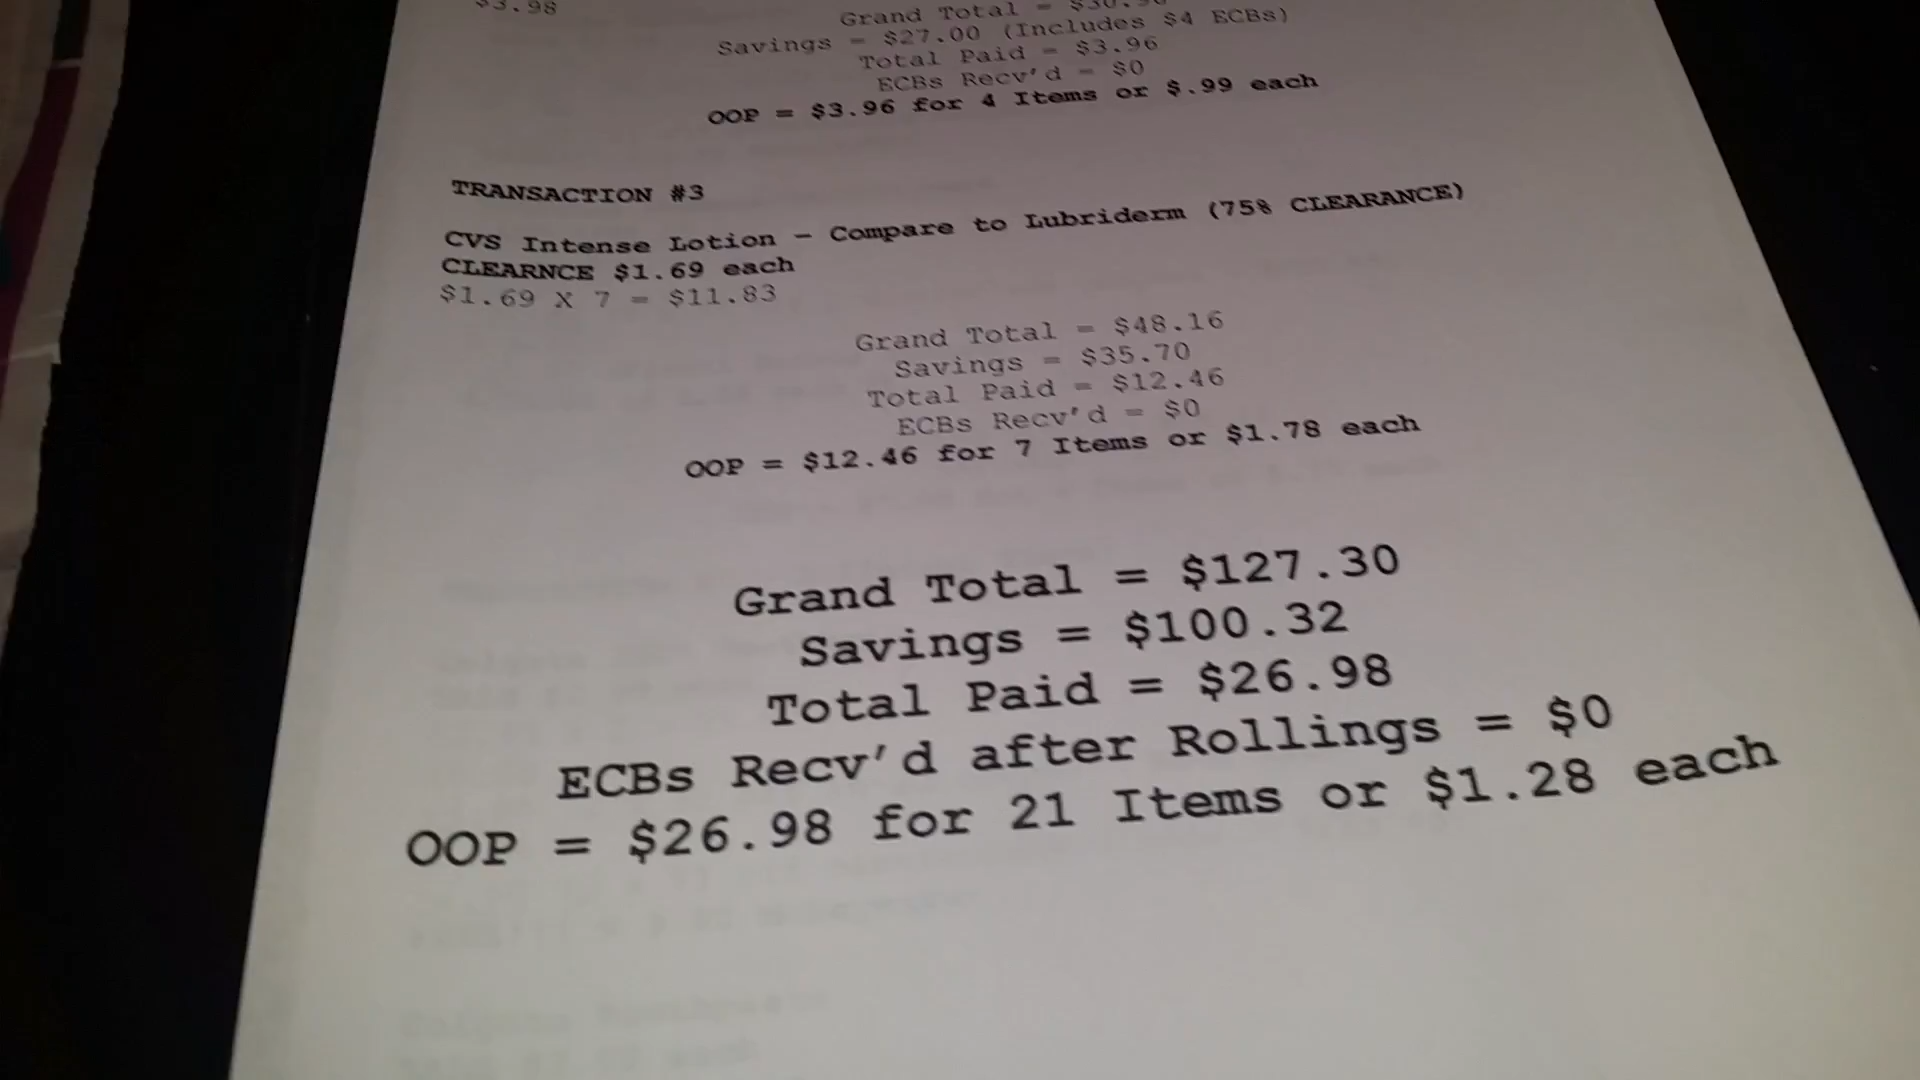 $3.98
Grand Total = $30.96
Savings = $27.00 (Includes $4 ECBs)
Total Paid = $3.96
ECBs Recv'd = $0
OOP = $3.96 for 4 Items or $.99 each
TRANSACTION #3
CVS Intense Lotion - Compare to Lubriderm (75% CLEARANCE)
CLEARNCE $1.69 each
$1.69 X 7 = $11.83
Grand Total = $48.16
Savings = $35.70
Total Paid = $12.46
ECBs Recv'd = $0
OOP = $12.46 for 7 Items or $1.78 each
Grand Total = $127.30
Savings = $100.32
Total Paid = $26.98
ECBs Recv'd after Rollings = $0
OOP = $26.98 for 21 Items or $1.28 each